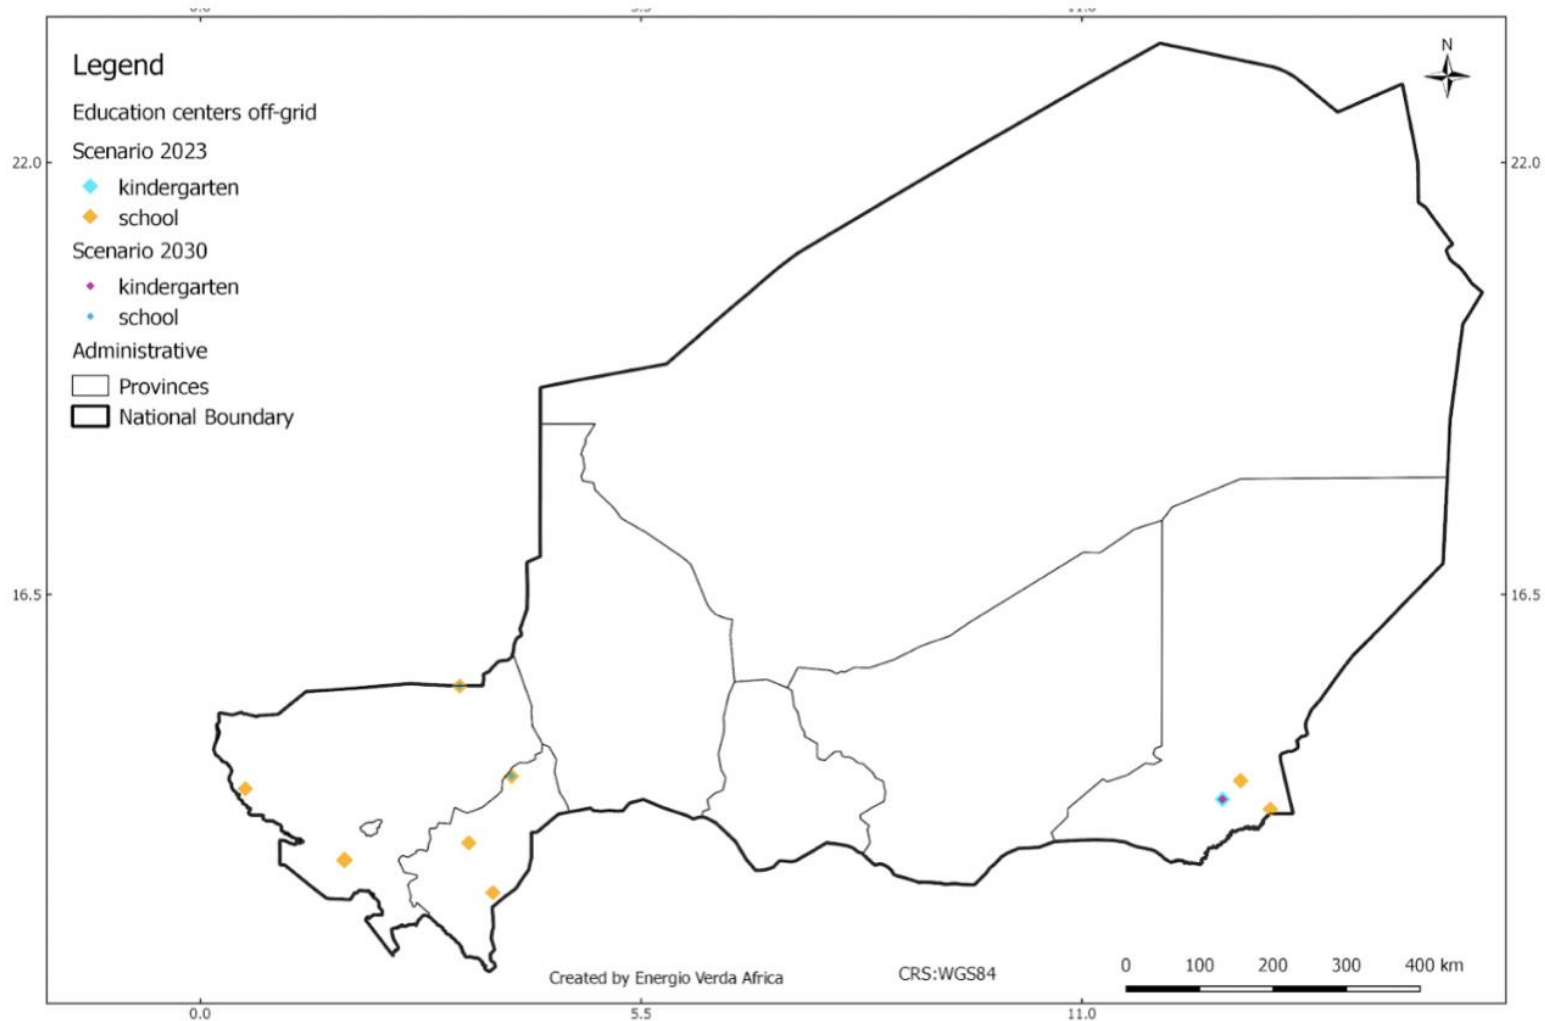 Legend
Education centers off-grid
Scenario 2023
kindergarten
school
Scenario 2030
kindergarten
school
Administrative
Provinces
National Boundary
N
22.0
22.0
16.5
16.5
Created by Energio Verda Africa
CRS:WGS84
0 100 200 300 400 km
0.0 5.5 11.0